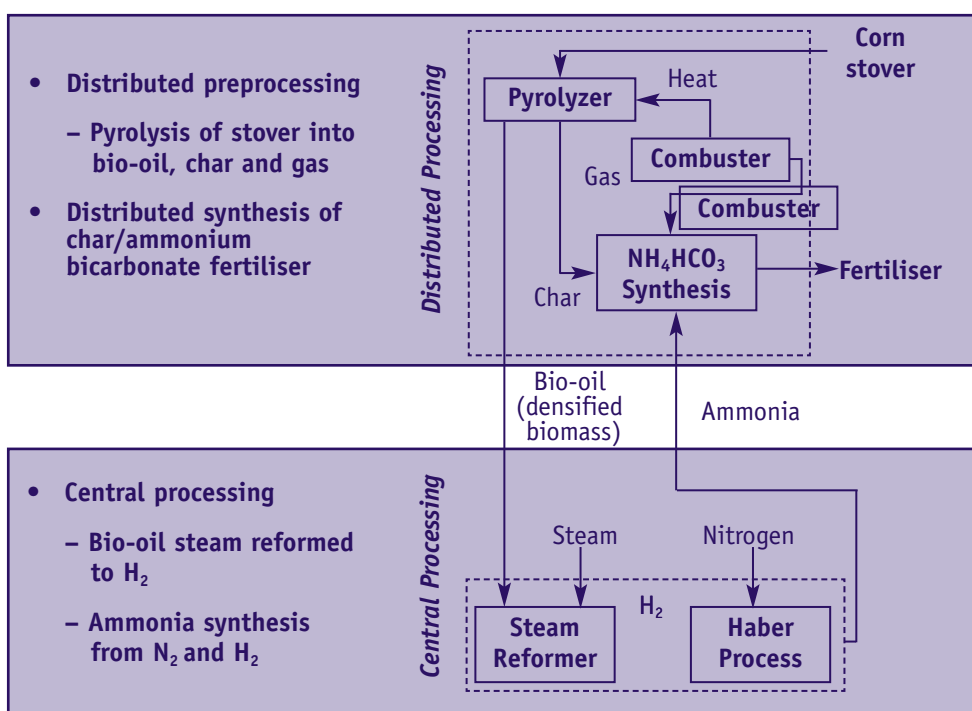 • Distributed preprocessing
– Pyrolysis of stover into
bio-oil, char and gas
• Distributed synthesis of
char/ammonium
bicarbonate fertiliser
Distributed Processing
Corn
stover
Heat
Pyrolyzer
Combuster
Gas
Combuster
NH₄HCO₃
Synthesis
Fertiliser
Char
Bio-oil
(densified
biomass)
Ammonia
• Central processing
– Bio-oil steam reformed
to H₂
– Ammonia synthesis
from N₂ and H₂
Central Processing
Steam
Nitrogen
H₂
Steam
Reformer
Haber
Process